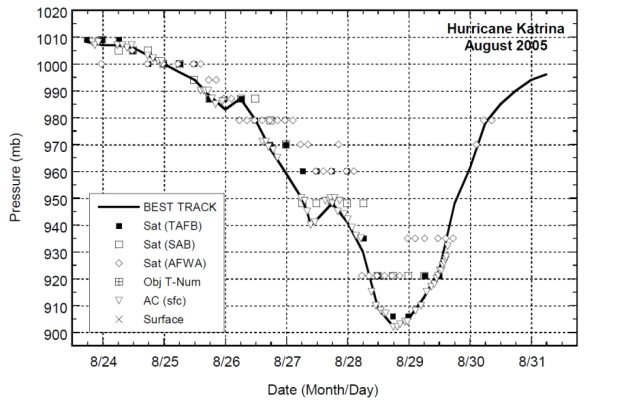 Hurricane Katrina
August 2005
1020
1010
1000
990
980
970
960
950
940
930
920
910
900
Pressure (mb)
BEST TRACK
Sat (TAFB)
Sat (SAB)
Sat (AFWA)
Obj T-Num
AC (sfc)
Surface
8/24 8/25 8/26 8/27 8/28 8/29 8/30 8/31
Date (Month/Day)